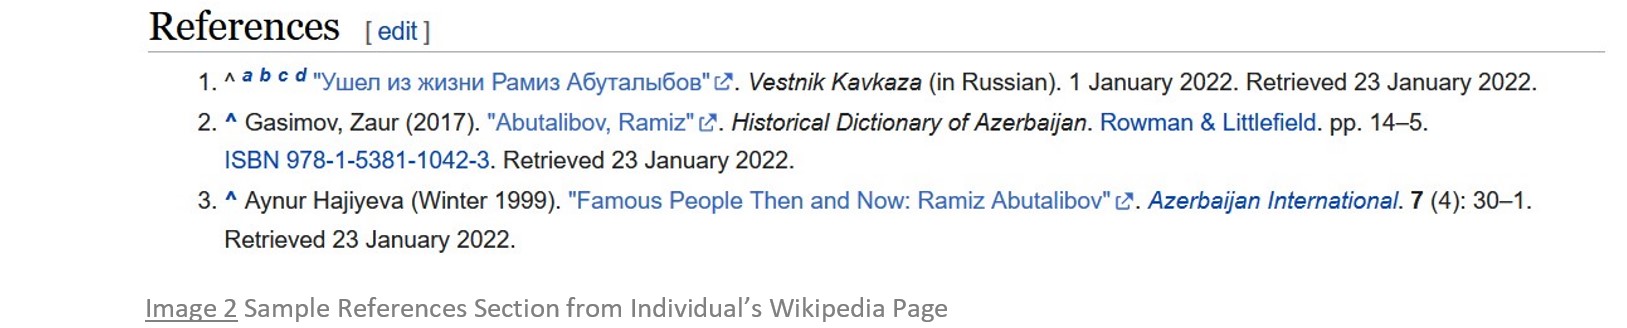 References [ edit ]
1. ^ a b c d "Ушел из жизни Рамиз Абуталыбов". Vestnik Kavkaza (in Russian). 1 January 2022. Retrieved 23 January 2022.
2. ^ Gasimov, Zaur (2017). "Abutalibov, Ramiz". Historical Dictionary of Azerbaijan. Rowman & Littlefield. pp. 14–5.
ISBN 978-1-5381-1042-3. Retrieved 23 January 2022.
3. ^ Aynur Hajiyeva (Winter 1999). "Famous People Then and Now: Ramiz Abutalibov". Azerbaijan International. 7 (4): 30–1.
Retrieved 23 January 2022.
Image 2 Sample References Section from Individual’s Wikipedia Page